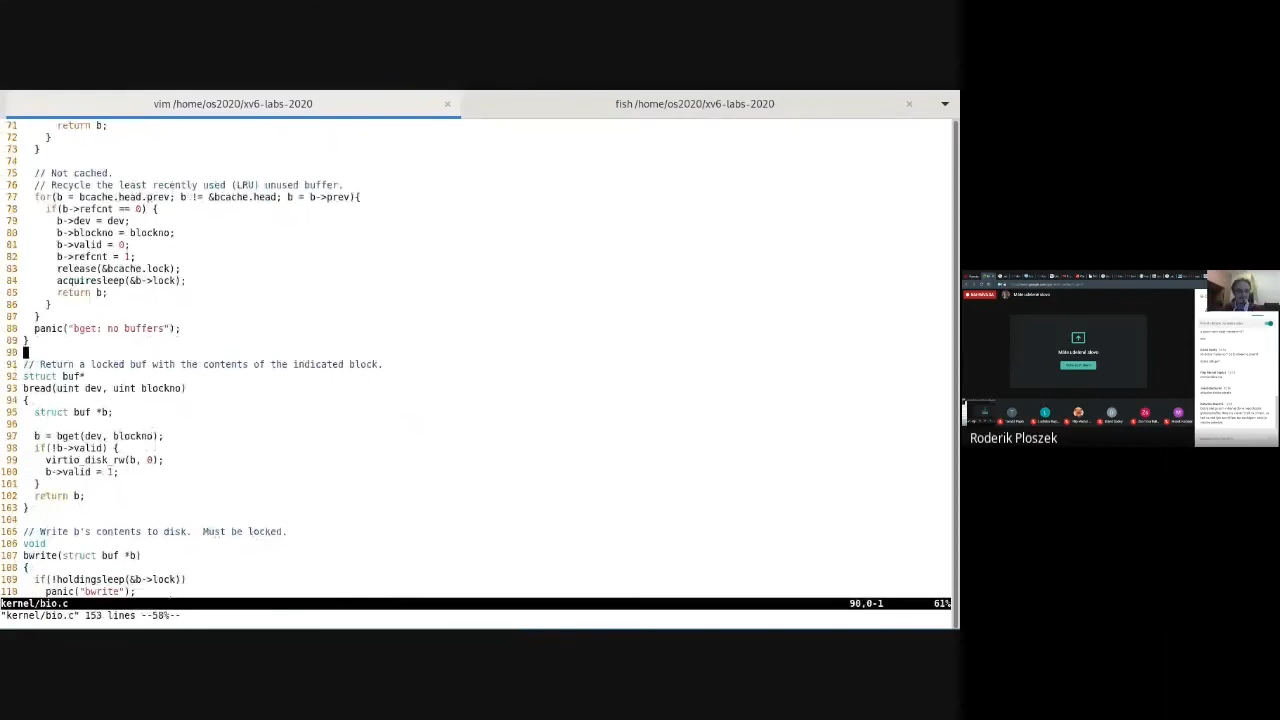 vim /home/os2020/xv6-labs-2020 ×
fish /home/os2020/xv6-labs-2020 ×
71 return b;
72 }
73 }
74
75 // Not cached.
76 // Recycle the least recently used (LRU) unused buffer.
77 for(b = bcache.head.prev; b != &bcache.head; b = b->prev){
78 if(b->refcnt == 0) {
79 b->dev = dev;
80 b->blockno = blockno;
81 b->valid = 0;
82 b->refcnt = 1;
83 release(&bcache.lock);
84 acquiresleep(&b->lock);
85 return b;
86 }
87 }
88 panic("bget: no buffers");
89 }
90
91 // Return a locked buf with the contents of the indicated block.
92 struct buf*
93 bread(uint dev, uint blockno)
94 {
95 struct buf *b;
96
97 b = bget(dev, blockno);
98 if(!b->valid) {
99 virtio_disk_rw(b, 0);
100 b->valid = 1;
101 }
102 return b;
103 }
104
105 // Write b's contents to disk. Must be locked.
106 void
107 bwrite(struct buf *b)
108 {
109 if(!holdingsleep(&b->lock))
110 panic("bwrite");
kernel/bio.c 90,0-1 61%
"kernel/bio.c" 153 lines --58%--
Máte udelené slovo
Máte udelené slovo
Roderik Ploszek